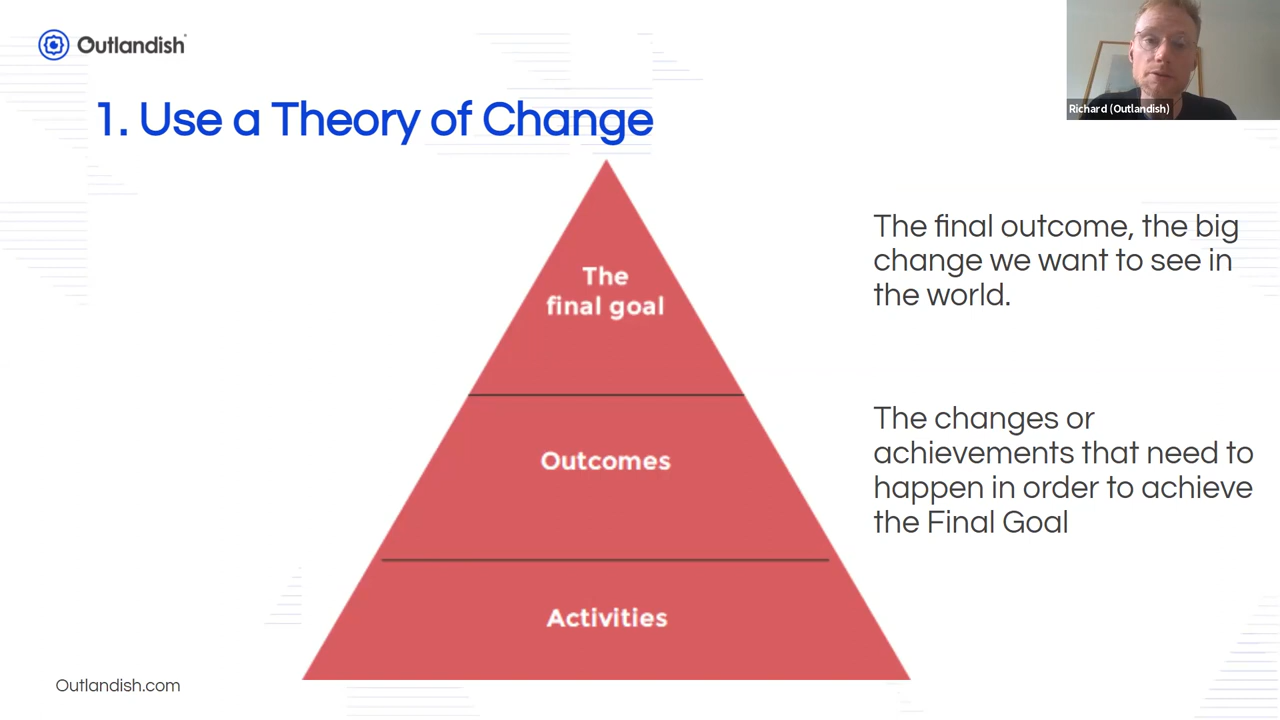 Outlandish
Richard (Outlandish)
1. Use a Theory of Change
The
final goal
The final outcome, the big
change we want to see in
the world.
Outcomes
The changes or
achievements that need to
happen in order to achieve
the Final Goal
Activities
Outlandish.com